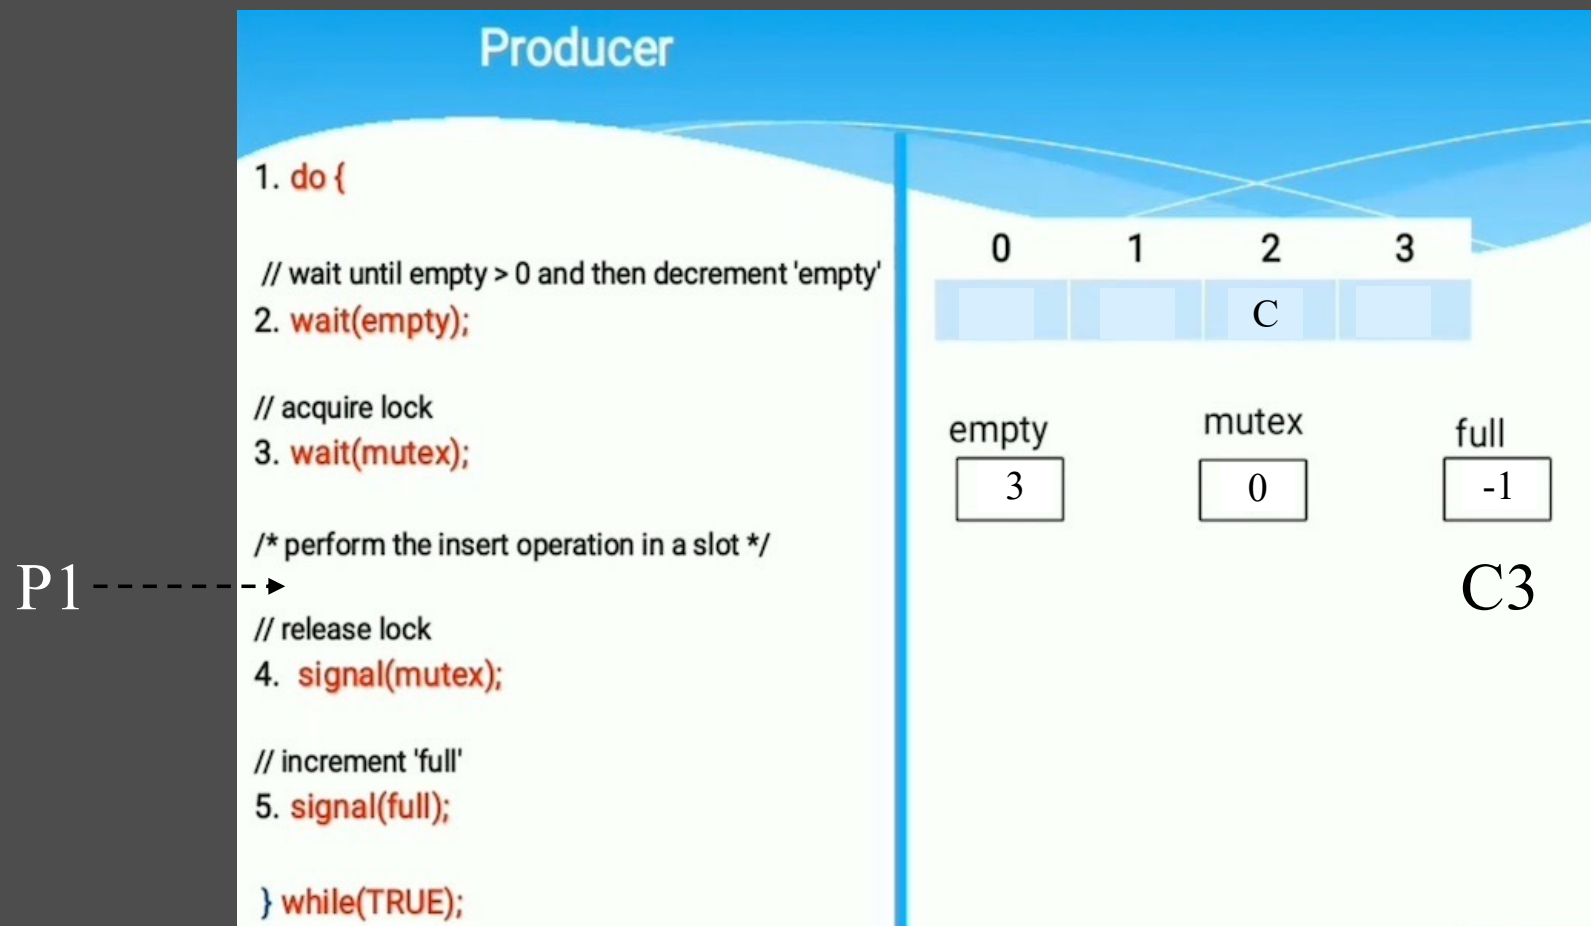 Producer
1. do {
// wait until empty > 0 and then decrement 'empty'
2. wait(empty);
// acquire lock
3. wait(mutex);
/* perform the insert operation in a slot */
P1
// release lock
4. signal(mutex);
// increment 'full'
5. signal(full);
} while(TRUE);
0 1 2 3
C
empty mutex full
3 0 -1
C3